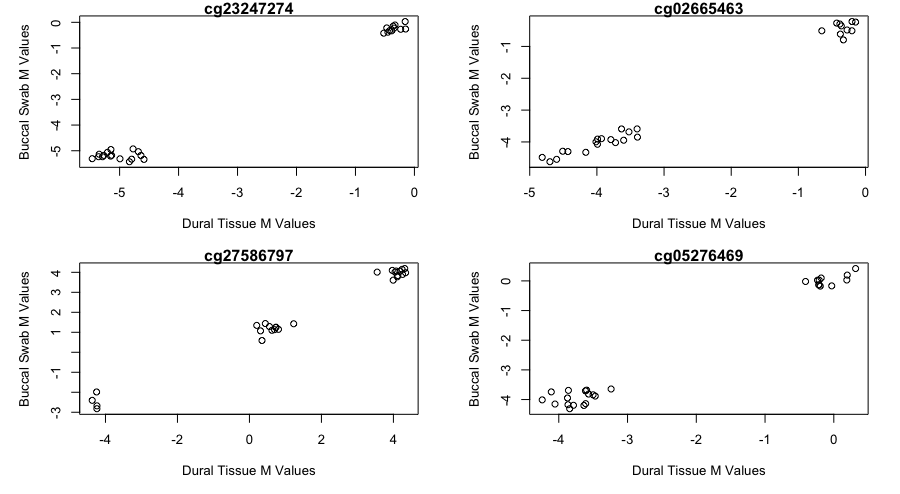 cg23247274
Buccal Swab M Values
0
-1
-2
-3
-4
-5
-5 -4 -3 -2 -1 0
Dural Tissue M Values
cg02665463
Buccal Swab M Values
-1
-2
-3
-4
-5 -4 -3 -2 -1 0
Dural Tissue M Values
cg27586797
Buccal Swab M Values
4
3
2
1
-1
-3
-4 -2 0 2 4
Dural Tissue M Values
cg05276469
Buccal Swab M Values
0
-1
-2
-3
-4
-4 -3 -2 -1 0
Dural Tissue M Values